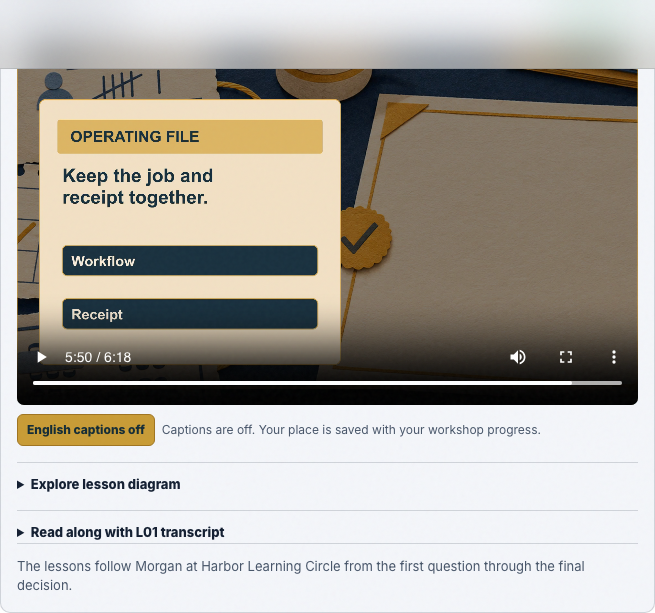 OPERATING FILE
Keep the job and
receipt together.
Workflow
Receipt
5:50 / 6:18
English captions off
Captions are off. Your place is saved with your workshop progress.
Explore lesson diagram
Read along with L01 transcript
The lessons follow Morgan at Harbor Learning Circle from the first question through the final
decision.